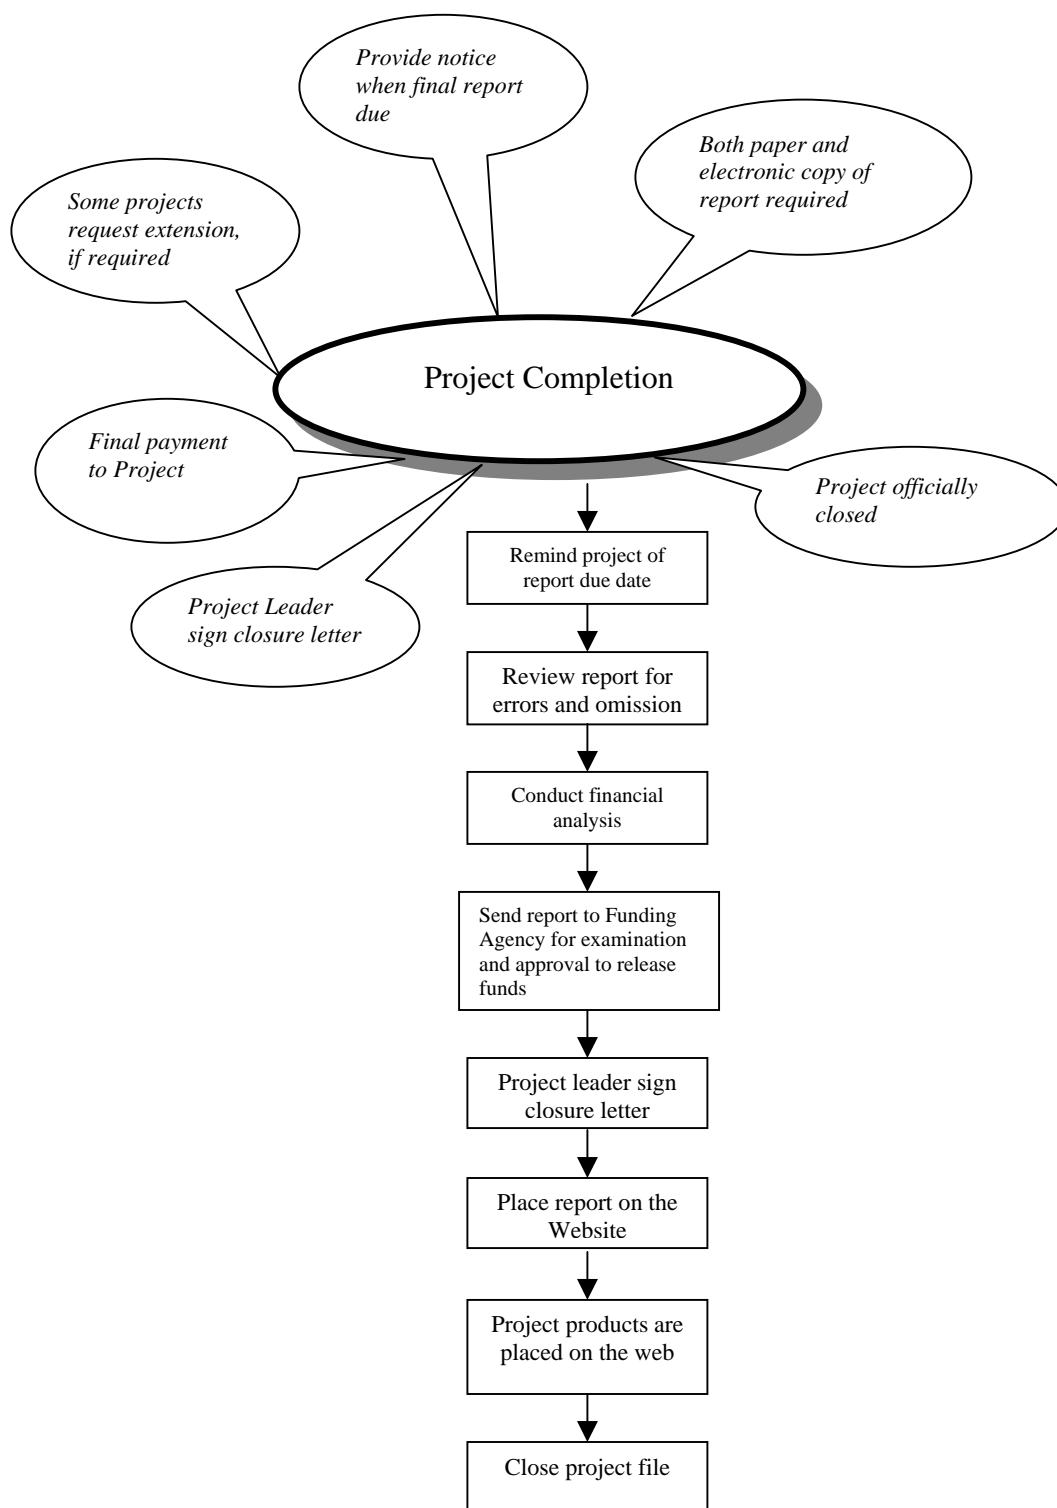 Provide notice
when final report
due
Both paper and
electronic copy of
report required
Some projects
request extension,
if required
Project Completion
Final payment
to Project
Project officially
closed
Project Leader
sign closure letter
Remind project of
report due date
Review report for
errors and omission
Conduct financial
analysis
Send report to Funding
Agency for examination
and approval to release
funds
Project leader sign
closure letter
Place report on the
Website
Project products are
placed on the web
Close project file